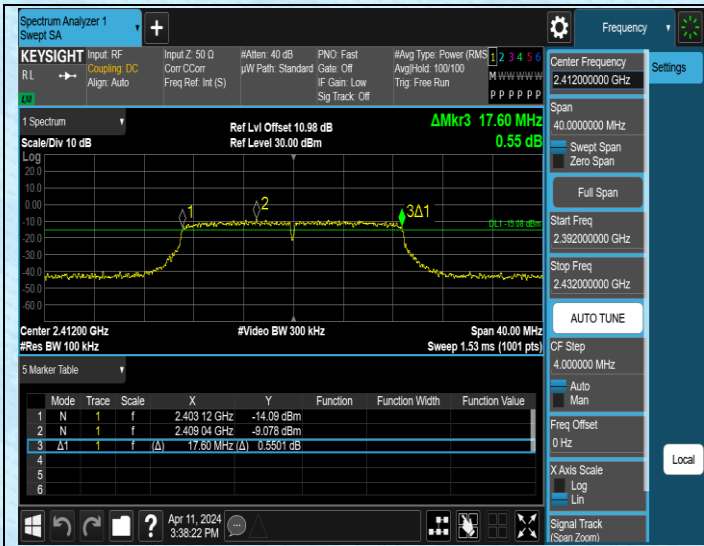 Spectrum Analyzer 1
Swept SA
+
Frequency
KEYSIGHT
RL
LXI
Input: RF
Coupling: DC
Align: Auto
Input Z: 50 Ω
Corr CCorr
Freq Ref: Int (S)
#Atten: 40 dB
µW Path: Standard
PNO: Fast
Gate: Off
IF Gain: Low
Sig Track: Off
#Avg Type: Power (RMS
Avg|Hold: 100/100
Trig: Free Run
1 2 3 4 5 6
M W W W W W
P P P P P P
1 Spectrum
Scale/Div 10 dB
Ref Lvl Offset 10.98 dB
Ref Level 30.00 dBm
ΔMkr3 17.60 MHz
0.55 dB
Log
20.0
10.0
0.00
-10.0
-20.0
-30.0
-40.0
-50.0
-60.0
1
2
3Δ1
DL1 -15.08 dBm
Center 2.41200 GHz
#Res BW 100 kHz
#Video BW 300 kHz
Span 40.00 MHz
Sweep 1.53 ms (1001 pts)
5 Marker Table
Mode Trace Scale X Y Function Function Width Function Value
1 N 1 f 2.403 12 GHz -14.09 dBm
2 N 1 f 2.409 04 GHz -9.078 dBm
3 Δ1 1 f (Δ) 17.60 MHz (Δ) 0.5501 dB
4
5
6
?
Apr 11, 2024
3:38:22 PM
Center Frequency
2.412000000 GHz
Span
40.0000000 MHz
Swept Span
Zero Span
Full Span
Start Freq
2.392000000 GHz
Stop Freq
2.432000000 GHz
AUTO TUNE
CF Step
4.000000 MHz
Auto
Man
Freq Offset
0 Hz
X Axis Scale
Log
Lin
Signal Track
(Span Zoom)
Settings
Local